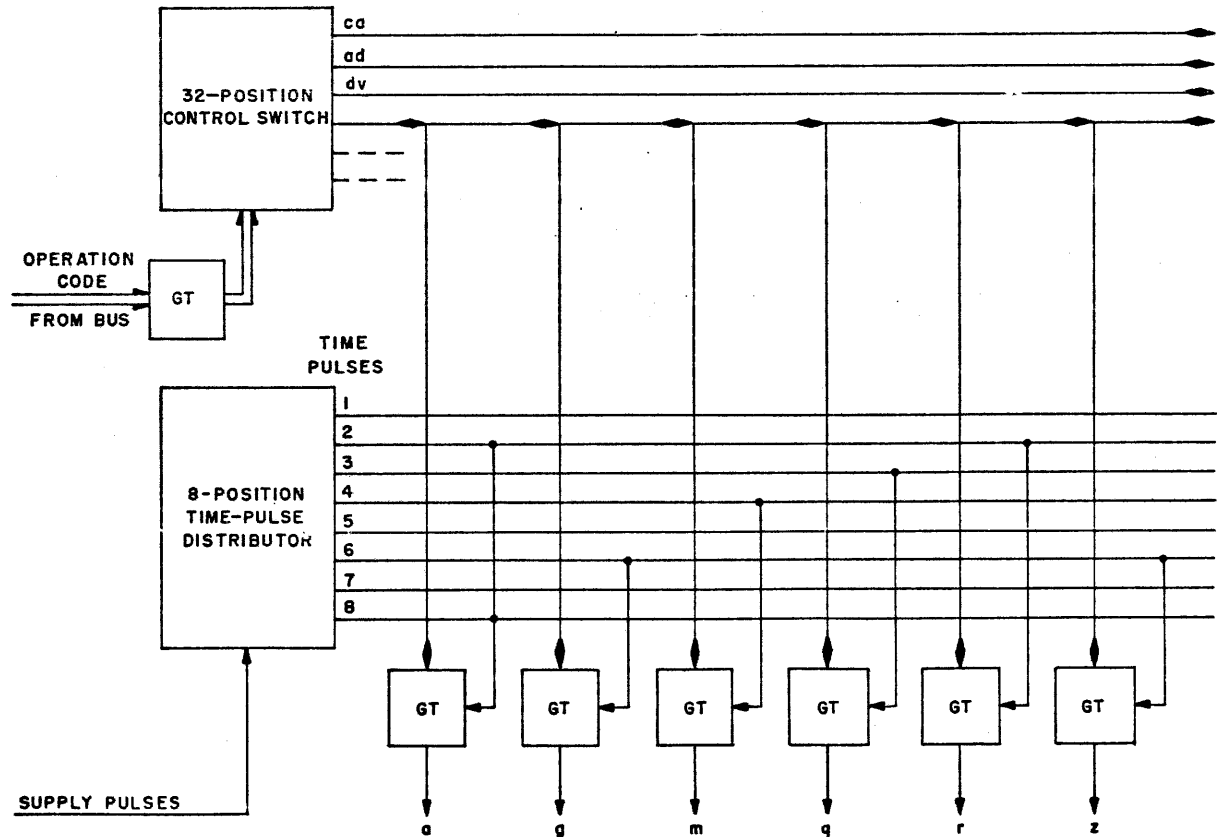 ca
ad
dv
32-POSITION
CONTROL SWITCH
OPERATION
CODE
FROM BUS
GT
TIME
PULSES
1
2
3
4
5
6
7
8
8-POSITION
TIME-PULSE
DISTRIBUTOR
GT GT GT GT GT GT
SUPPLY PULSES
a g m q r z